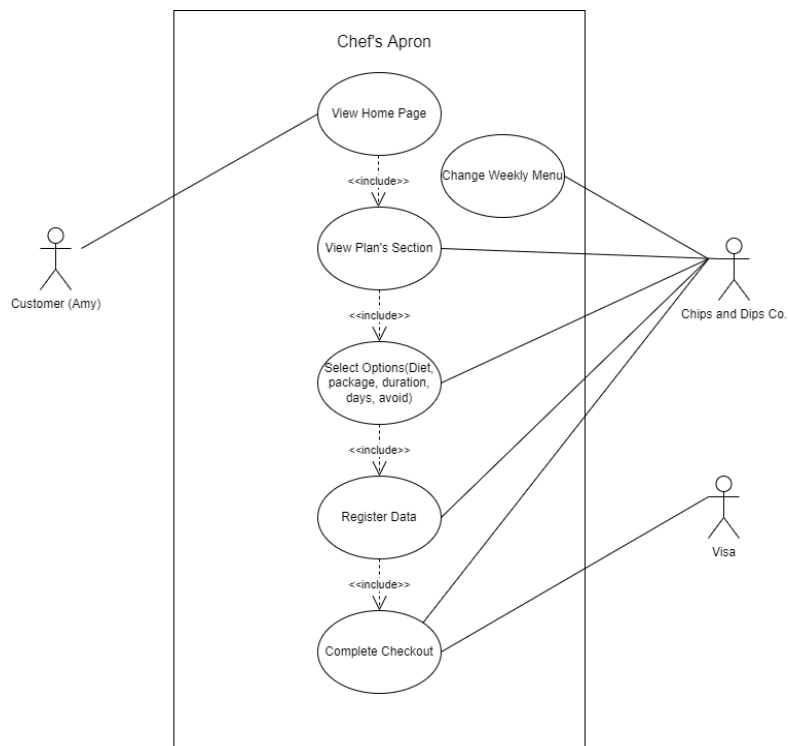 Chef's Apron
View Home Page
<<include>>
Change Weekly Menu
View Plan's Section
Customer (Amy)
Chips and Dips Co.
<<include>>
Select Options(Diet,
package, duration,
days, avoid)
<<include>>
Register Data
Visa
<<include>>
Complete Checkout